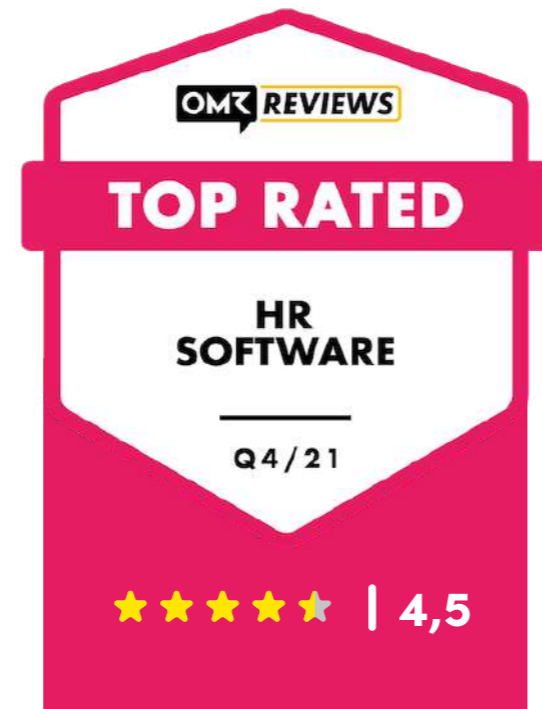 OMR REVIEWS
TOP RATED
HR
SOFTWARE
Q4/21
| 4,5